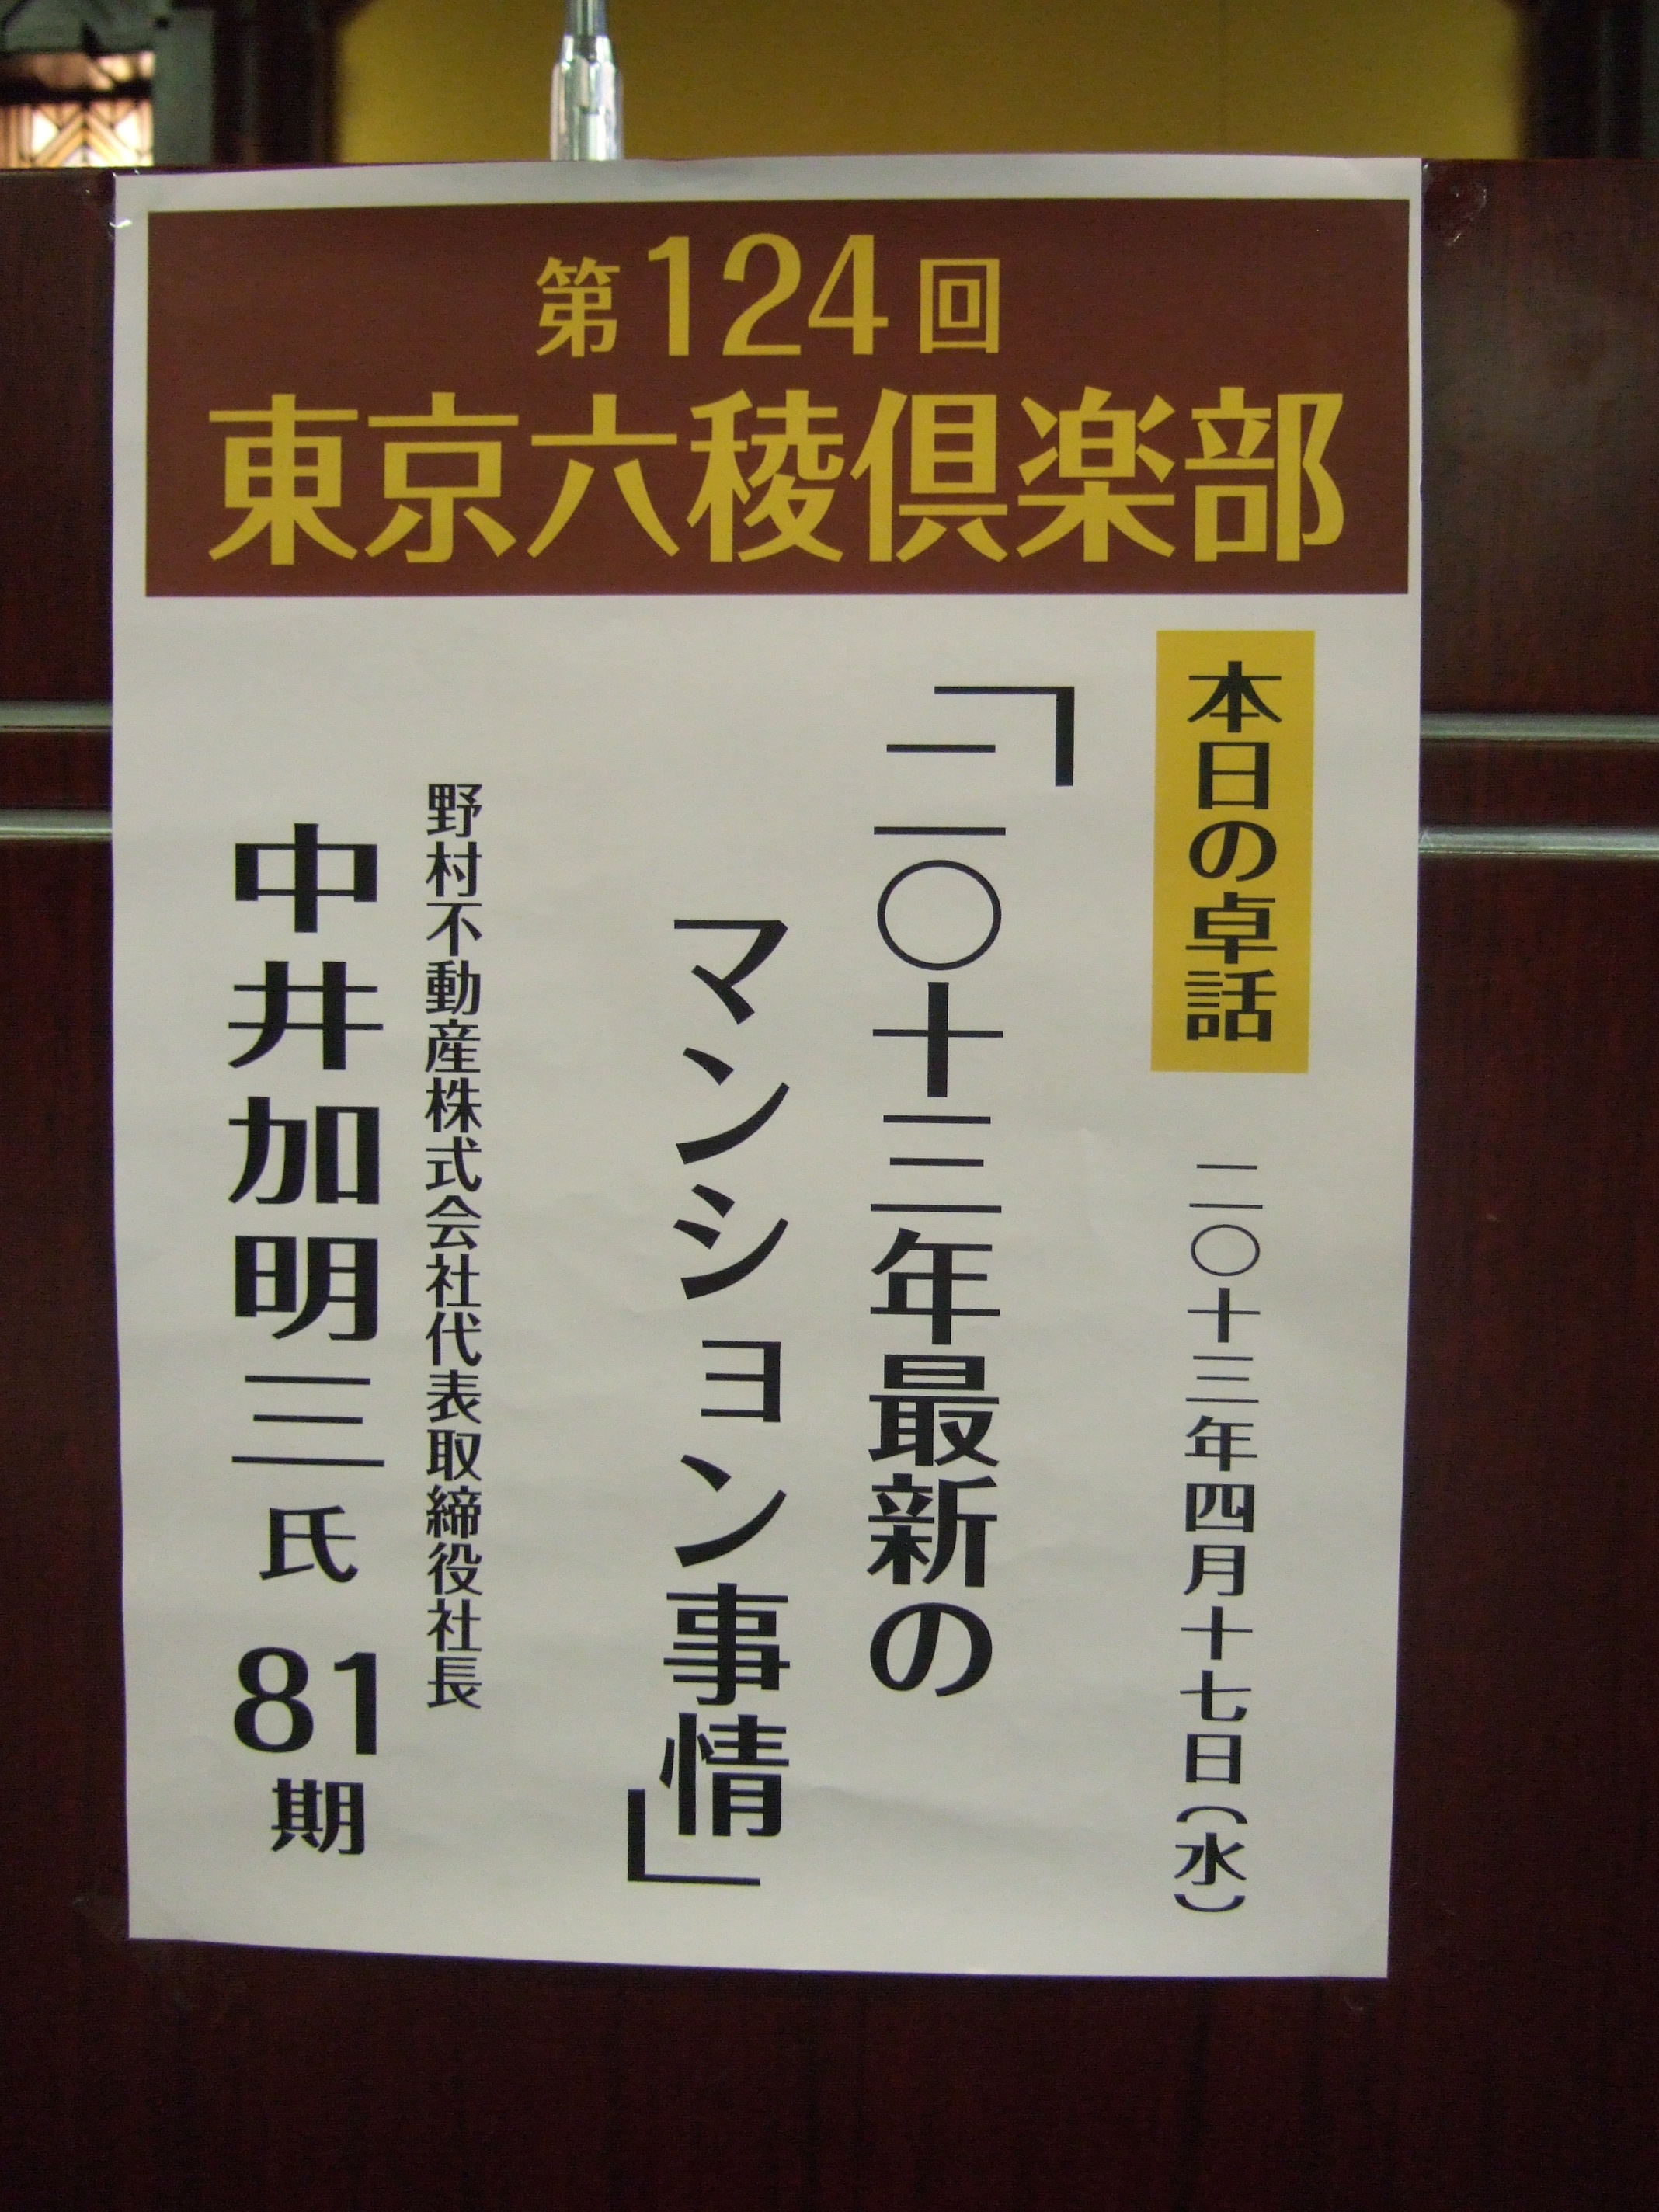 第124回
東京六稜倶楽部
本日の卓話
二〇十三年四月十七日(水)
「二〇十三年最新の
マンション事情」
野村不動産株式会社代表取締役社長
中井加明三氏 81期